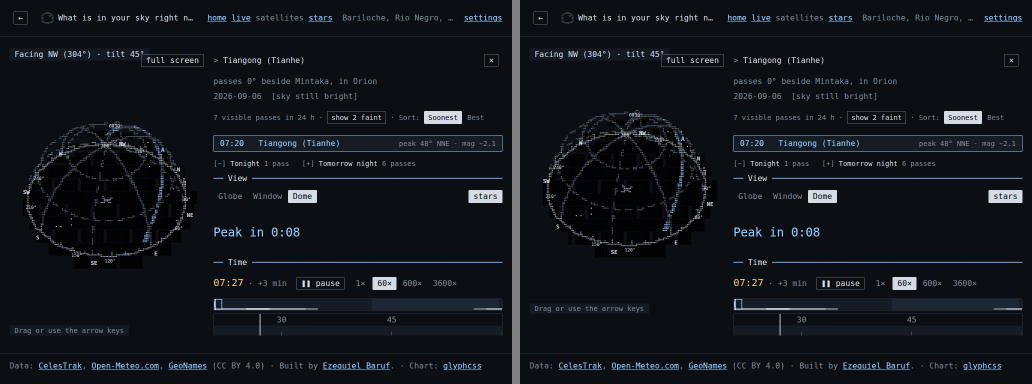 ← What is in your sky right n… home live satellites stars Bariloche, Rio Negro, … settings
Facing NW (304°) · tilt 45°
full screen
> Tiangong (Tianhe) ×
passes 0° beside Mintaka, in Orion
2026-09-06 [sky still bright]
7 visible passes in 24 h · show 2 faint · Sort: Soonest Best
07:20 Tiangong (Tianhe) peak 48° NNE · mag −2.1
[−] Tonight 1 pass [+] Tomorrow night 6 passes
View
Globe Window Dome stars
Peak in 0:08
Time
07:27 · +3 min ❚❚ pause 1× 60× 600× 3600×
30 45
NW
N
SW
NE
S
E
SE
120°
Drag or use the arrow keys
Data: CelesTrak, Open-Meteo.com, GeoNames (CC BY 4.0) · Built by Ezequiel Baruf. · Chart: glyphcss
← What is in your sky right n… home live satellites stars Bariloche, Rio Negro, … settings
Facing NW (304°) · tilt 45°
full screen
> Tiangong (Tianhe) ×
passes 0° beside Mintaka, in Orion
2026-09-06 [sky still bright]
7 visible passes in 24 h · show 2 faint · Sort: Soonest Best
07:20 Tiangong (Tianhe) peak 48° NNE · mag −2.1
[−] Tonight 1 pass [+] Tomorrow night 6 passes
View
Globe Window Dome stars
Peak in 0:08
Time
07:27 · +3 min ❚❚ pause 1× 60× 600× 3600×
30 45
NW
N
SW
NE
S
E
SE
120°
Drag or use the arrow keys
Data: CelesTrak, Open-Meteo.com, GeoNames (CC BY 4.0) · Built by Ezequiel Baruf. · Chart: glyphcss